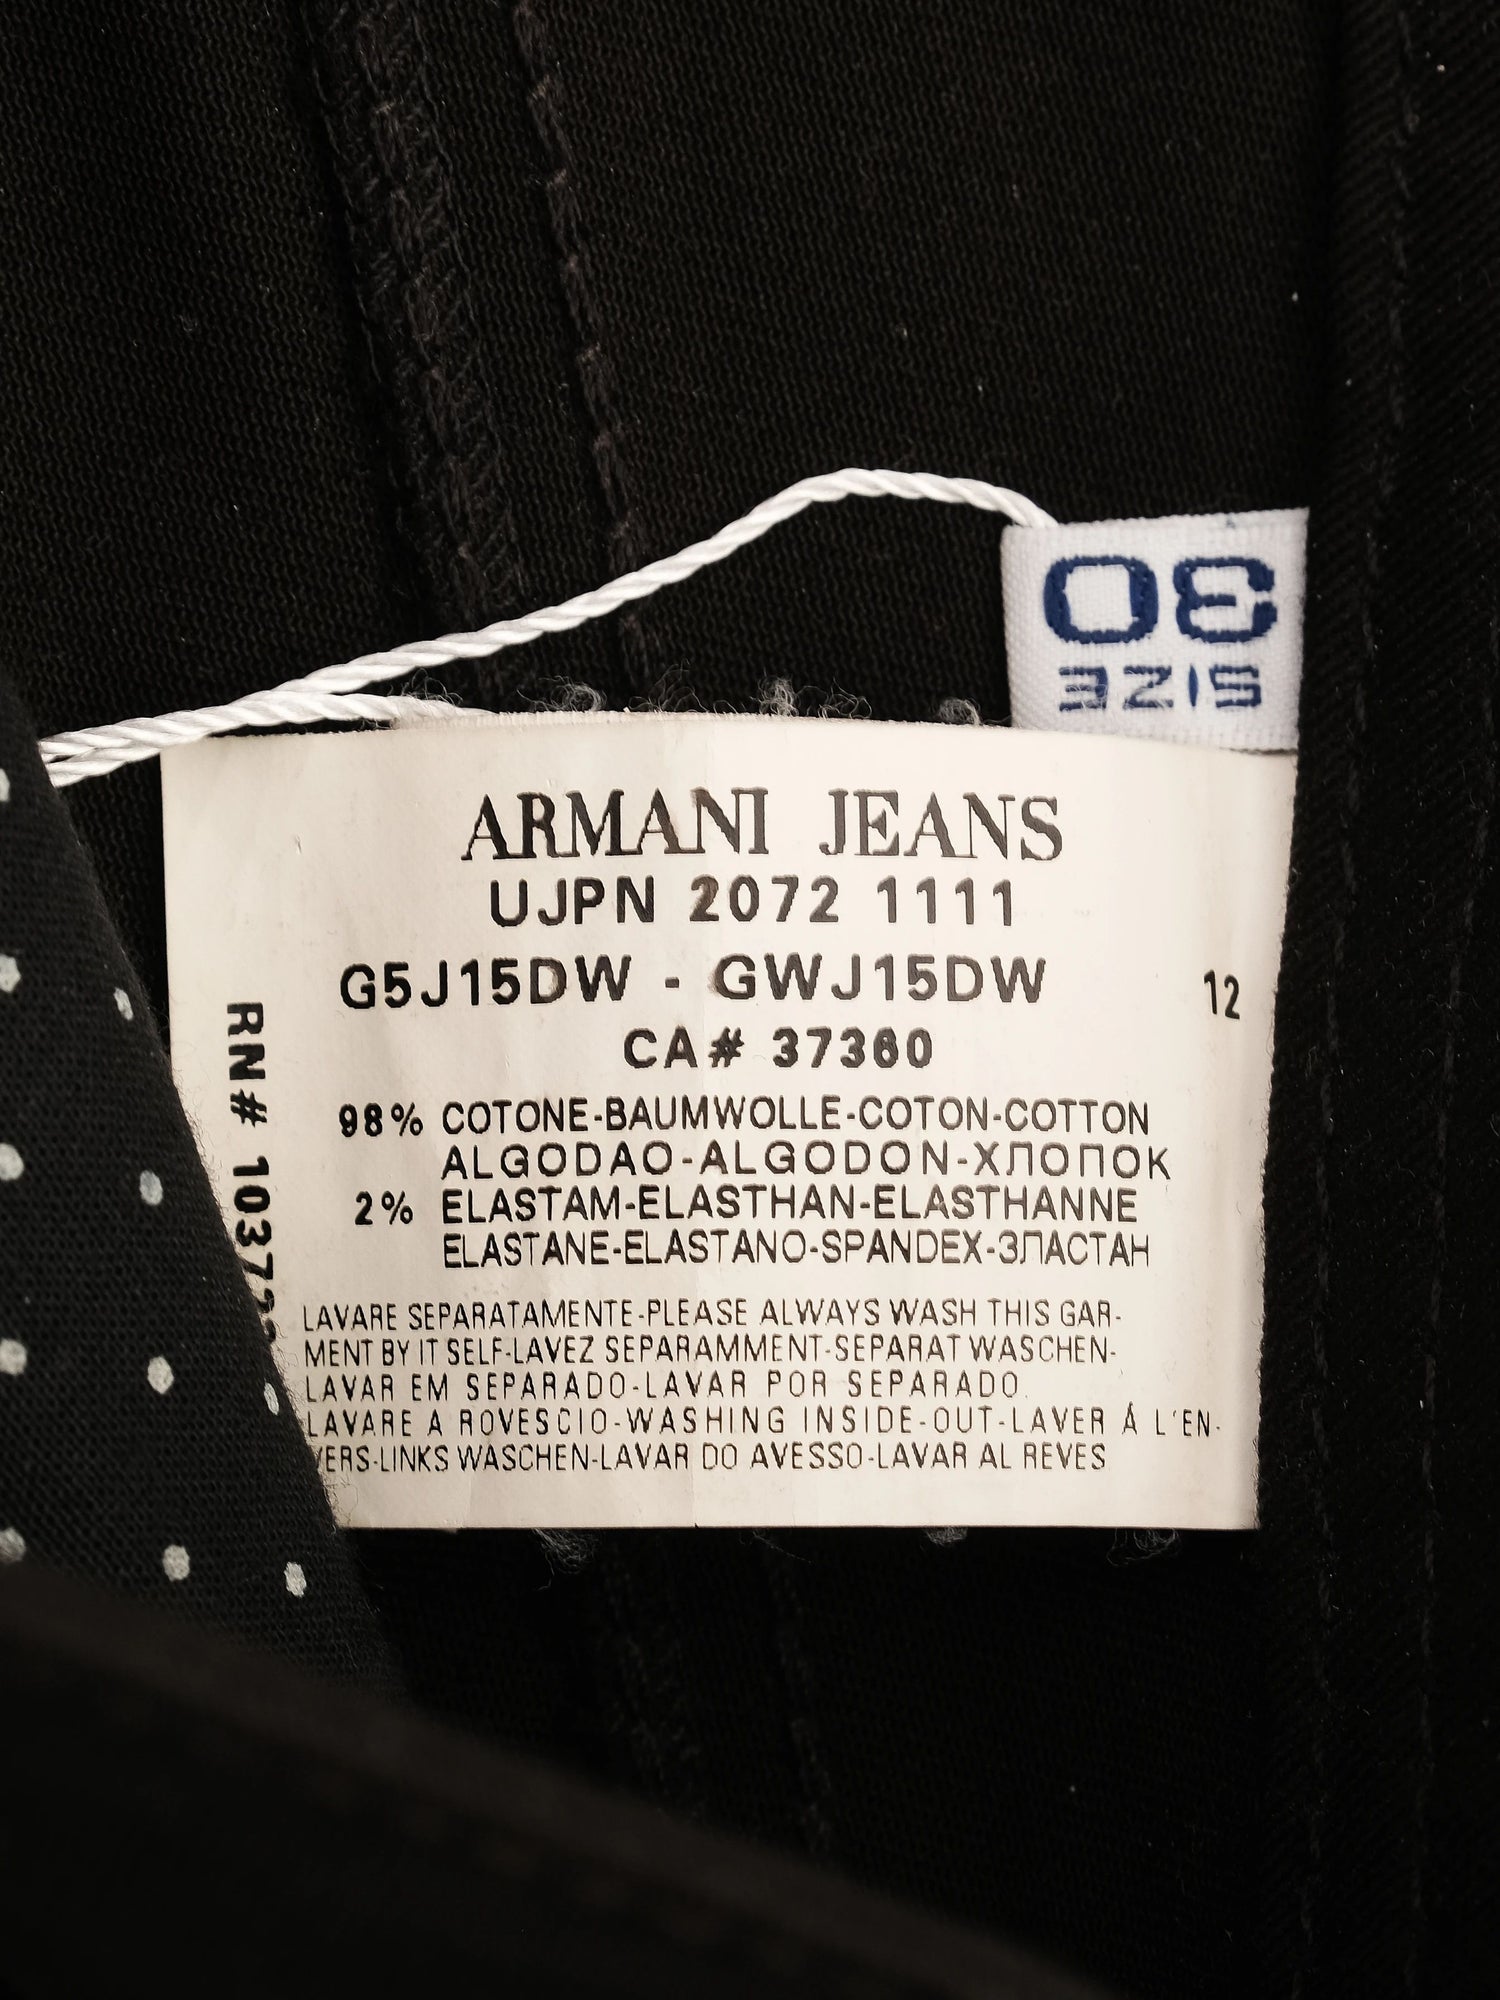 SIZE
30
ARMANI JEANS
UJPN 2072 1111
G5J15DW - GWJ15DW
12
CA# 37360
RN#
98% COTONE-BAUMWOLLE-COTON-COTTON
ALGODAO-ALGODON-ХЛОПОК
2% ELASTAM-ELASTHAN-ELASTHANNE
ELASTANE-ELASTANO-SPANDEX-ЗЛАСТАН
LAVARE SEPARATAMENTE-PLEASE ALWAYS WASH THIS GAR-
MENT BY IT SELF-LAVEZ SEPARAMMENT-SEPARAT WASCHEN-
LAVAR EM SEPARADO-LAVAR POR SEPARADO.
LAVARE A ROVESCIO-WASHING INSIDE-OUT-LAVER Á L'EN-
VERS-LINKS WASCHEN-LAVAR DO AVESSO-LAVAR AL REVES